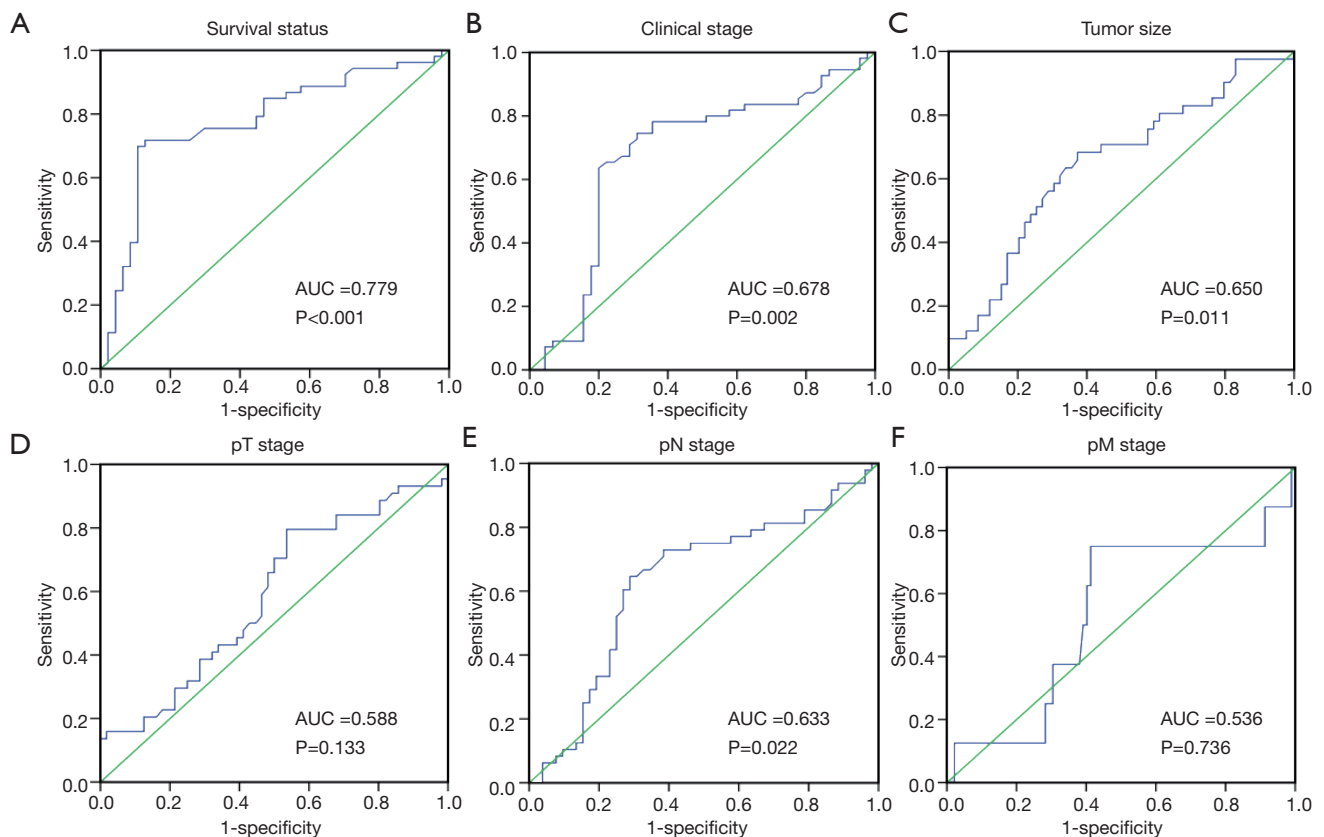 A
Survival status
1.0
0.8
0.6
0.4
0.2
0.0
Sensitivity
AUC =0.779
P<0.001
0.0 0.2 0.4 0.6 0.8 1.0
1-specificity
B
Clinical stage
1.0
0.8
0.6
0.4
0.2
0.0
Sensitivity
AUC =0.678
P=0.002
0.0 0.2 0.4 0.6 0.8 1.0
1-specificity
C
Tumor size
1.0
0.8
0.6
0.4
0.2
0.0
Sensitivity
AUC =0.650
P=0.011
0.0 0.2 0.4 0.6 0.8 1.0
1-specificity
D
pT stage
1.0
0.8
0.6
0.4
0.2
0.0
Sensitivity
AUC =0.588
P=0.133
0.0 0.2 0.4 0.6 0.8 1.0
1-specificity
E
pN stage
1.0
0.8
0.6
0.4
0.2
0.0
Sensitivity
AUC =0.633
P=0.022
0.0 0.2 0.4 0.6 0.8 1.0
1-specificity
F
pM stage
1.0
0.8
0.6
0.4
0.2
0.0
Sensitivity
AUC =0.536
P=0.736
0.0 0.2 0.4 0.6 0.8 1.0
1-specificity